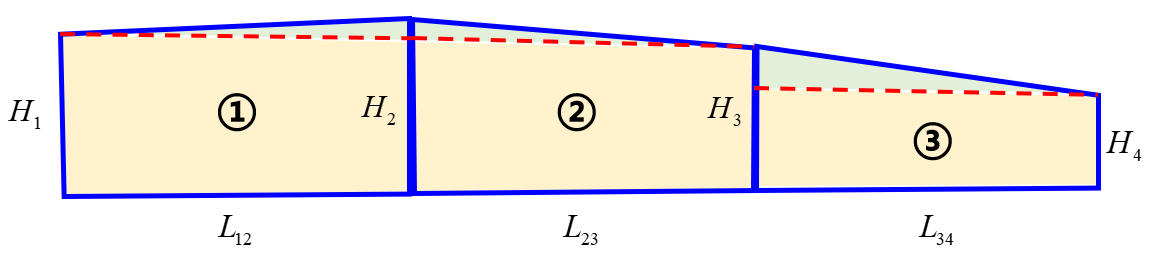 H₁ ① H₂ ② H₃ ③ H₄
L₁₂ L₂₃ L₃₄